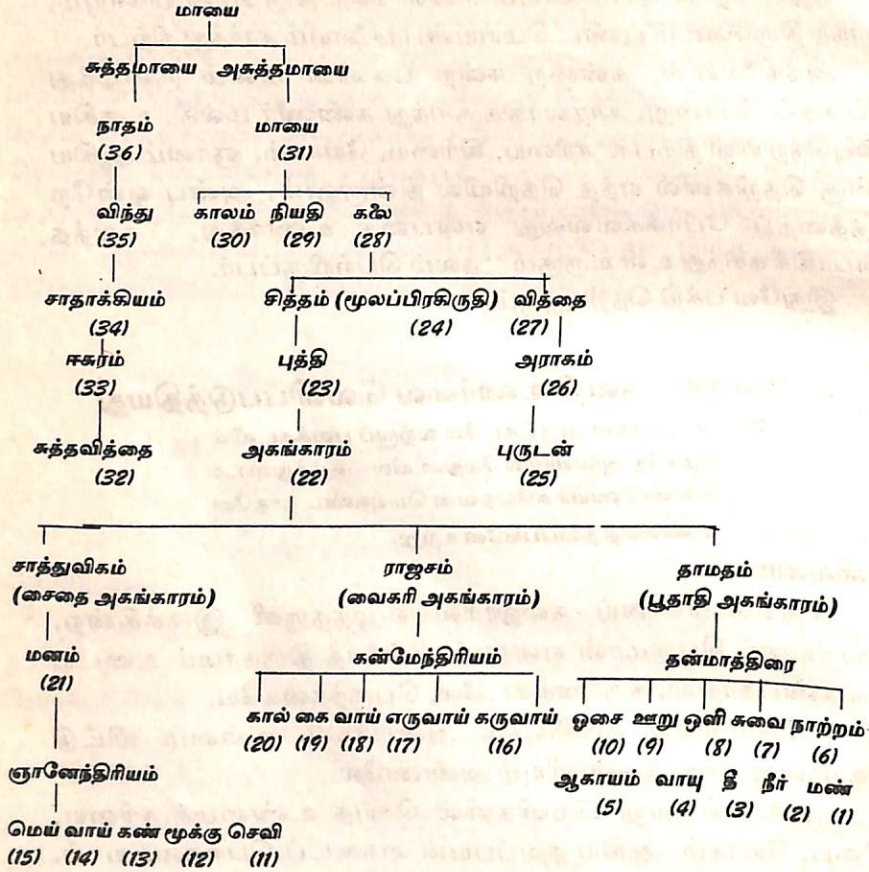 மாயை
சுத்தமாயை அசுத்தமாயை
நாதம் மாயை
(36) (31)
விந்து காலம் நியதி கலை
(35) (30) (29) (28)
சாதாக்கியம் சித்தம் (மூலப்பிரகிருதி) வித்தை
(34) (24) (27)
ஈசுரம் புத்தி அராகம்
(33) (23) (26)
சுத்தவித்தை அகங்காரம் புருடன்
(32) (22) (25)
சாத்துவிகம் ராஜசம் தாமதம்
(சைதை அகங்காரம்) (வைகரி அகங்காரம்) (பூதாதி அகங்காரம்)
மனம் கன்மேந்திரியம் தன்மாத்திரை
(21)
கால் கை வாய் எருவாய் கருவாய் ஓசை ஊறு ஒளி சுவை நாற்றம்
(20) (19) (18) (17) (16) (10) (9) (8) (7) (6)
ஞானேந்திரியம் ஆகாயம் வாயு தீ நீர் மண்
(5) (4) (3) (2) (1)
மெய் வாய் கண் மூக்கு செவி
(15) (14) (13) (12) (11)